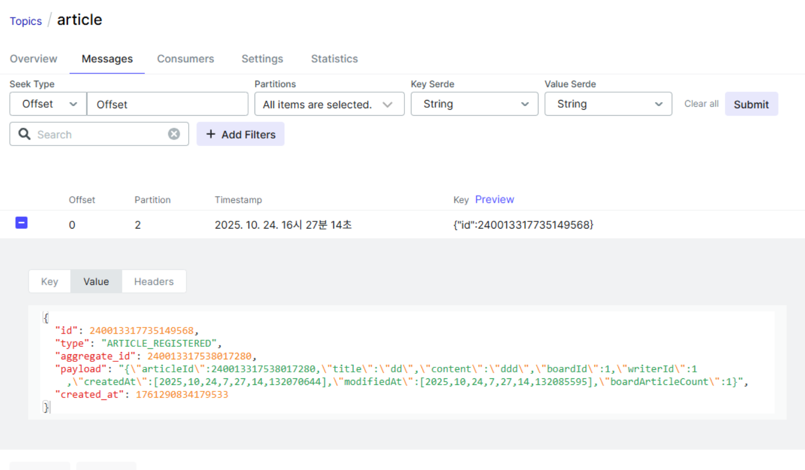 Topics / article
Overview Messages Consumers Settings Statistics
Seek Type Partitions Key Serde Value Serde
Offset Offset All items are selected. String String Clear all Submit
Search + Add Filters
Offset Partition Timestamp Key Preview
0 2 2025. 10. 24. 16시 27분 14초 {"id":240013317735149568}
Key Value Headers
{
"id": 240013317735149568,
"type": "ARTICLE_REGISTERED",
"aggregate_id": 240013317538017280,
"payload": "{\"articleId\":240013317538017280,\"title\":\"dd\",\"content\":\"ddd\",\"boardId\":1,\"writerId\":1
,\"createdAt\":[2025,10,24,7,27,14,132070644],\"modifiedAt\":[2025,10,24,7,27,14,132085595],\"boardArticleCount\":1}",
"created_at": 1761290834179533
}